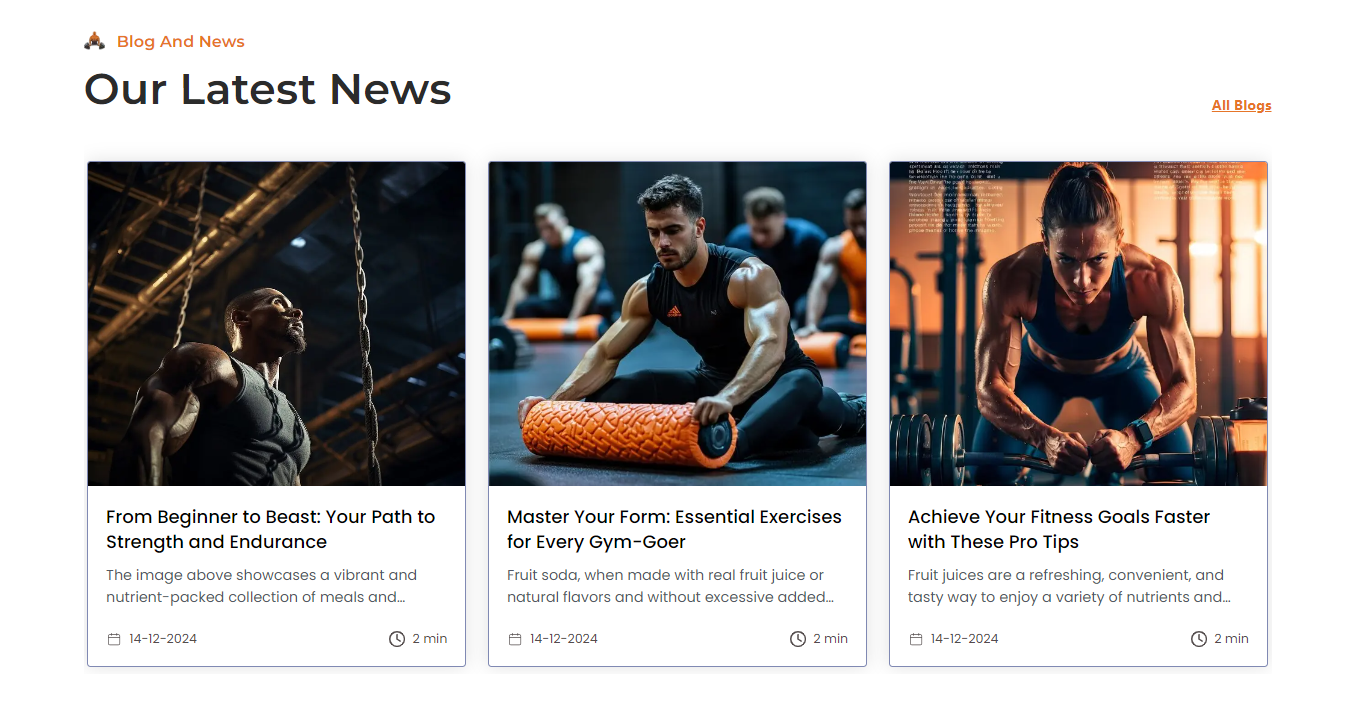 Blog And News
Our Latest News
All Blogs
From Beginner to Beast: Your Path to
Strength and Endurance
The image above showcases a vibrant and
nutrient-packed collection of meals and...
14-12-2024
2 min
Master Your Form: Essential Exercises
for Every Gym-Goer
Fruit soda, when made with real fruit juice or
natural flavors and without excessive added...
14-12-2024
2 min
Achieve Your Fitness Goals Faster
with These Pro Tips
Fruit juices are a refreshing, convenient, and
tasty way to enjoy a variety of nutrients and...
14-12-2024
2 min